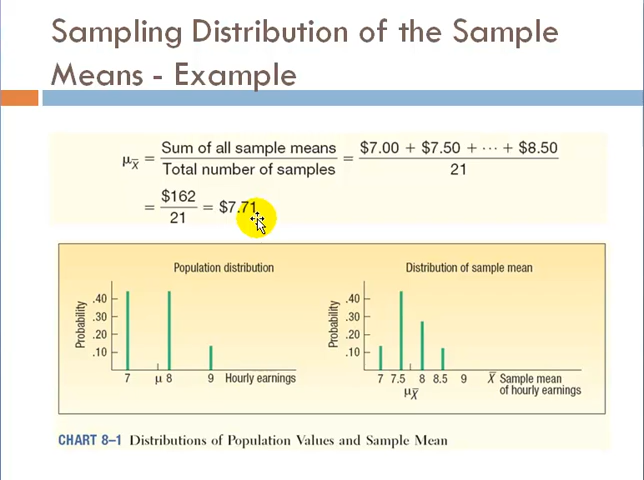 Sampling Distribution of the Sample
Means - Example
μX̄ = Sum of all sample means / Total number of samples = $7.00 + $7.50 + ··· + $8.50 / 21
= $162 / 21 = $7.71
Population distribution
Probability
.40
.30
.20
.10
7 μ 8 9 Hourly earnings
Distribution of sample mean
Probability
.40
.30
.20
.10
7 7.5 8 8.5 9 X̄ Sample mean
μX̄ of hourly earnings
CHART 8–1 Distributions of Population Values and Sample Mean